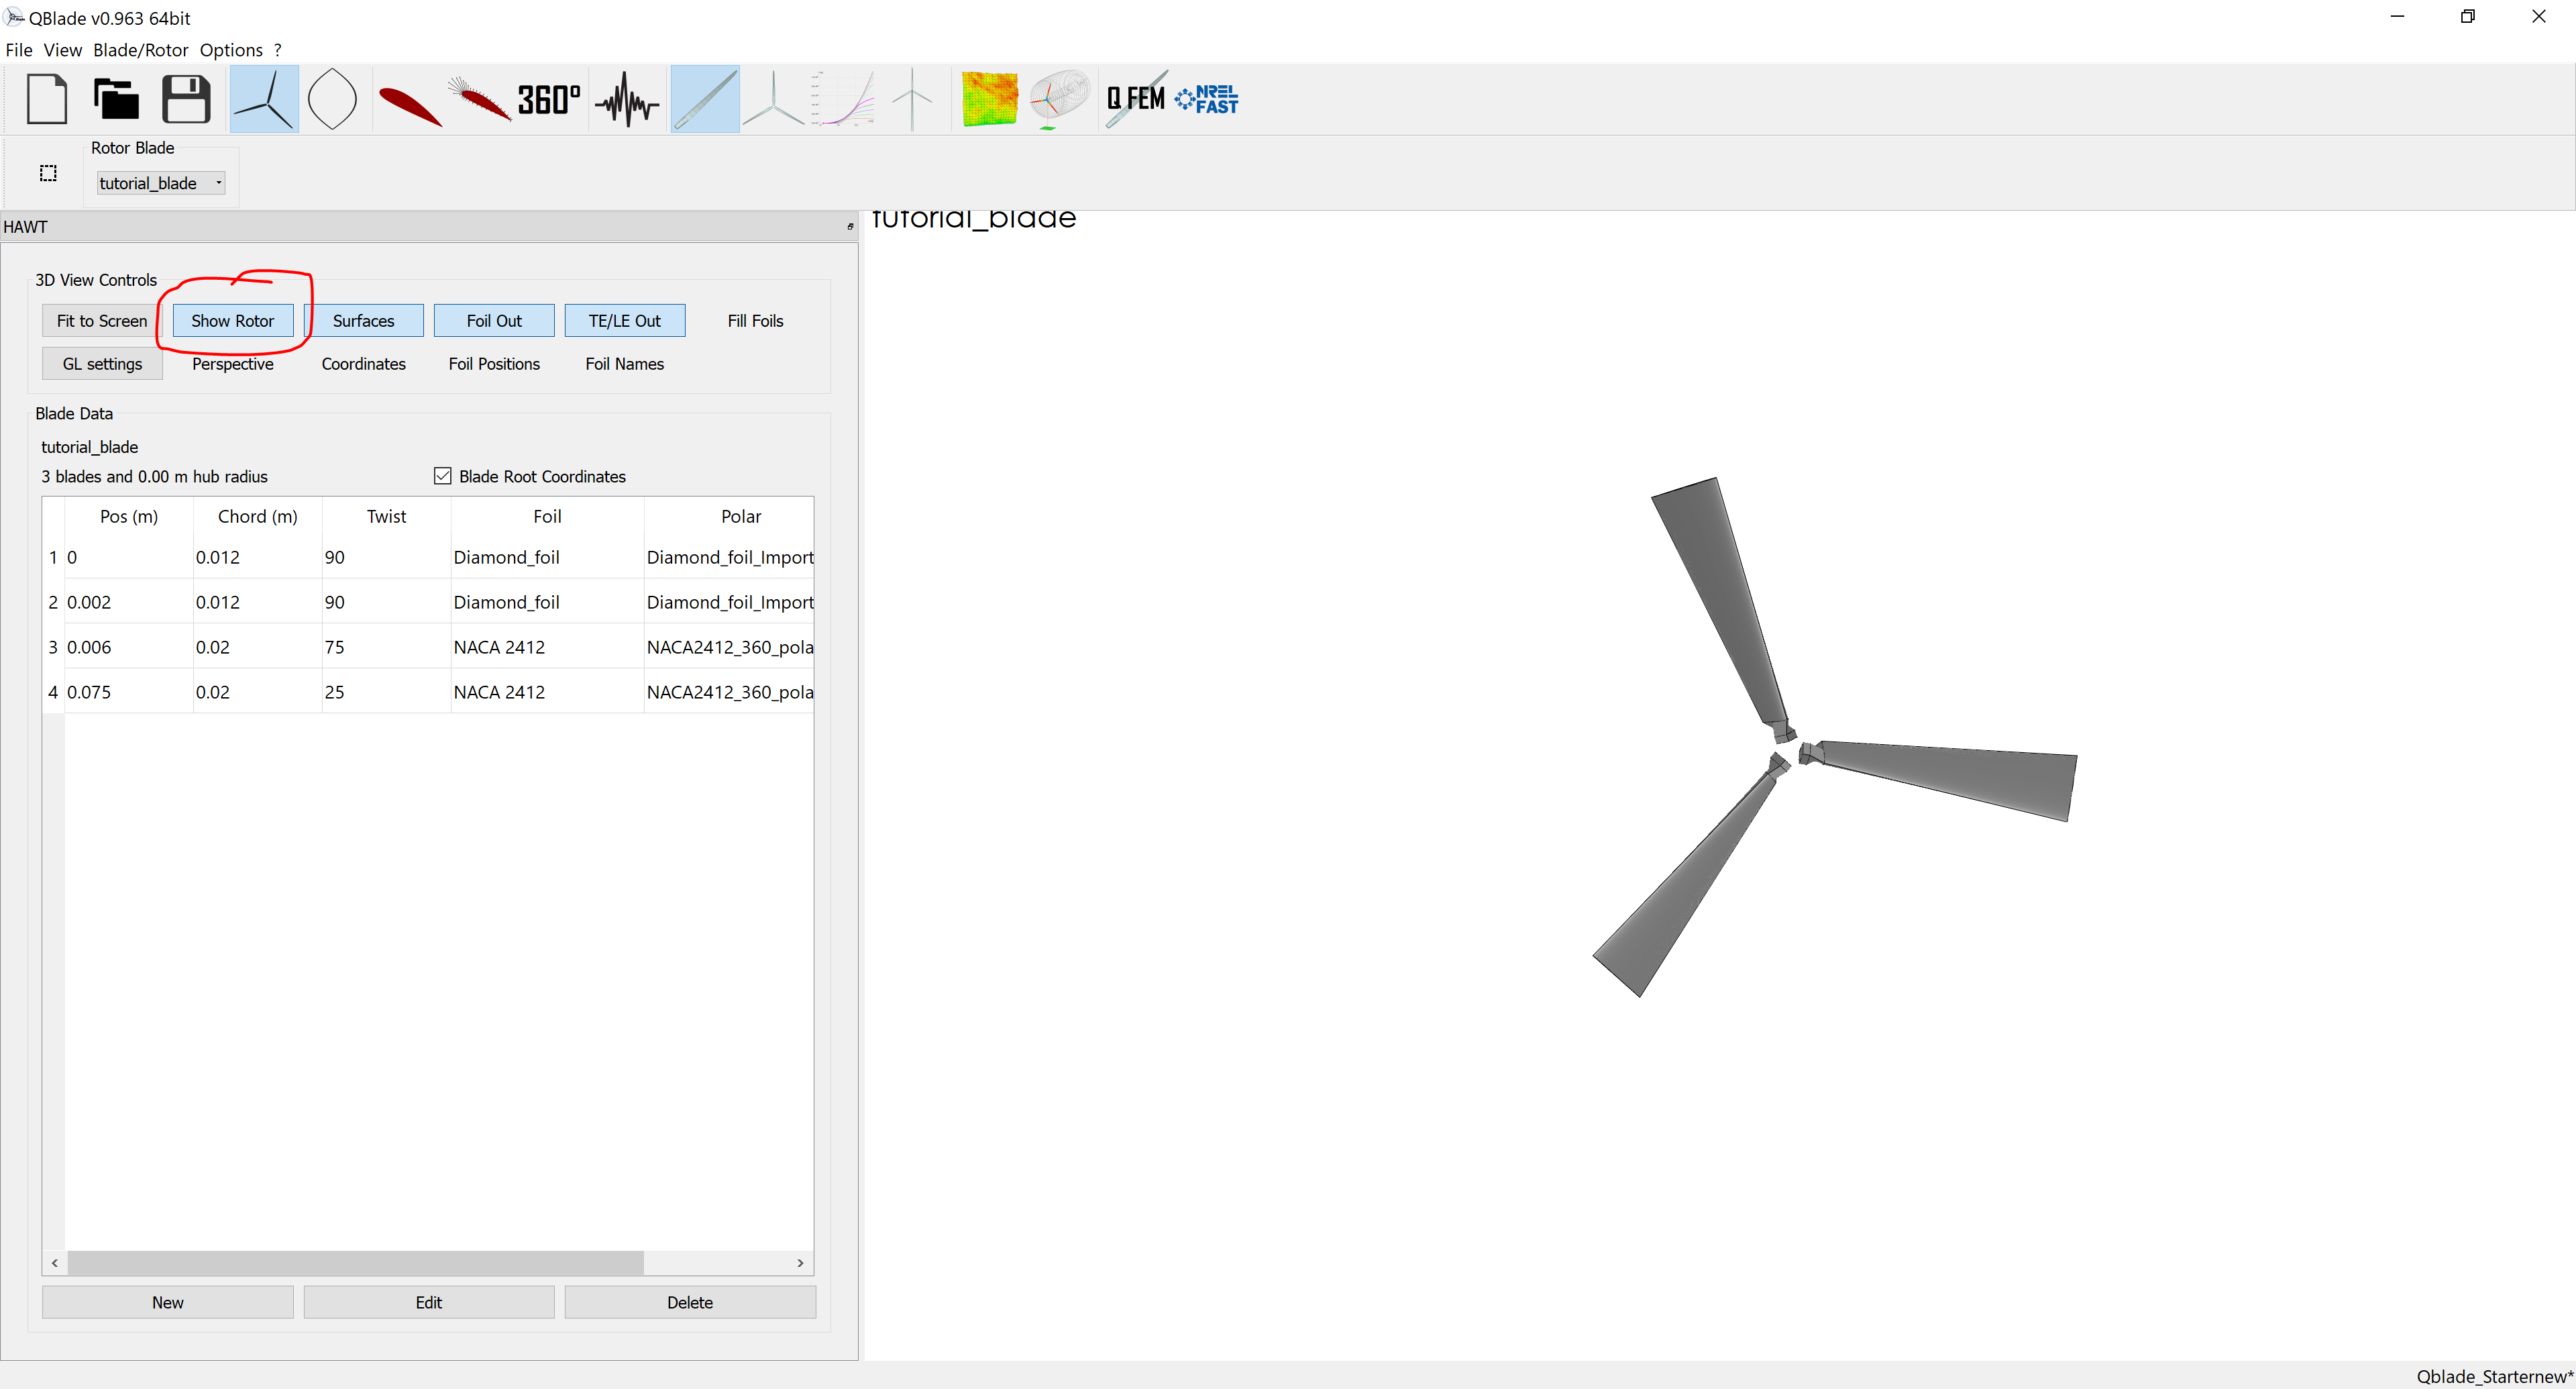 QBlade v0.963 64bit
File View Blade/Rotor Options ?
360º Q FEM NREL FAST
Rotor Blade
tutorial_blade
HAWT
tutorial_blade
3D View Controls
Fit to Screen Show Rotor Surfaces Foil Out TE/LE Out Fill Foils
GL settings Perspective Coordinates Foil Positions Foil Names
Blade Data
tutorial_blade
3 blades and 0.00 m hub radius Blade Root Coordinates
Pos (m) Chord (m) Twist Foil Polar
1 0 0.012 90 Diamond_foil Diamond_foil_Import
2 0.002 0.012 90 Diamond_foil Diamond_foil_Import
3 0.006 0.02 75 NACA 2412 NACA2412_360_pola
4 0.075 0.02 25 NACA 2412 NACA2412_360_pola
New Edit Delete
Qblade_Starternew*